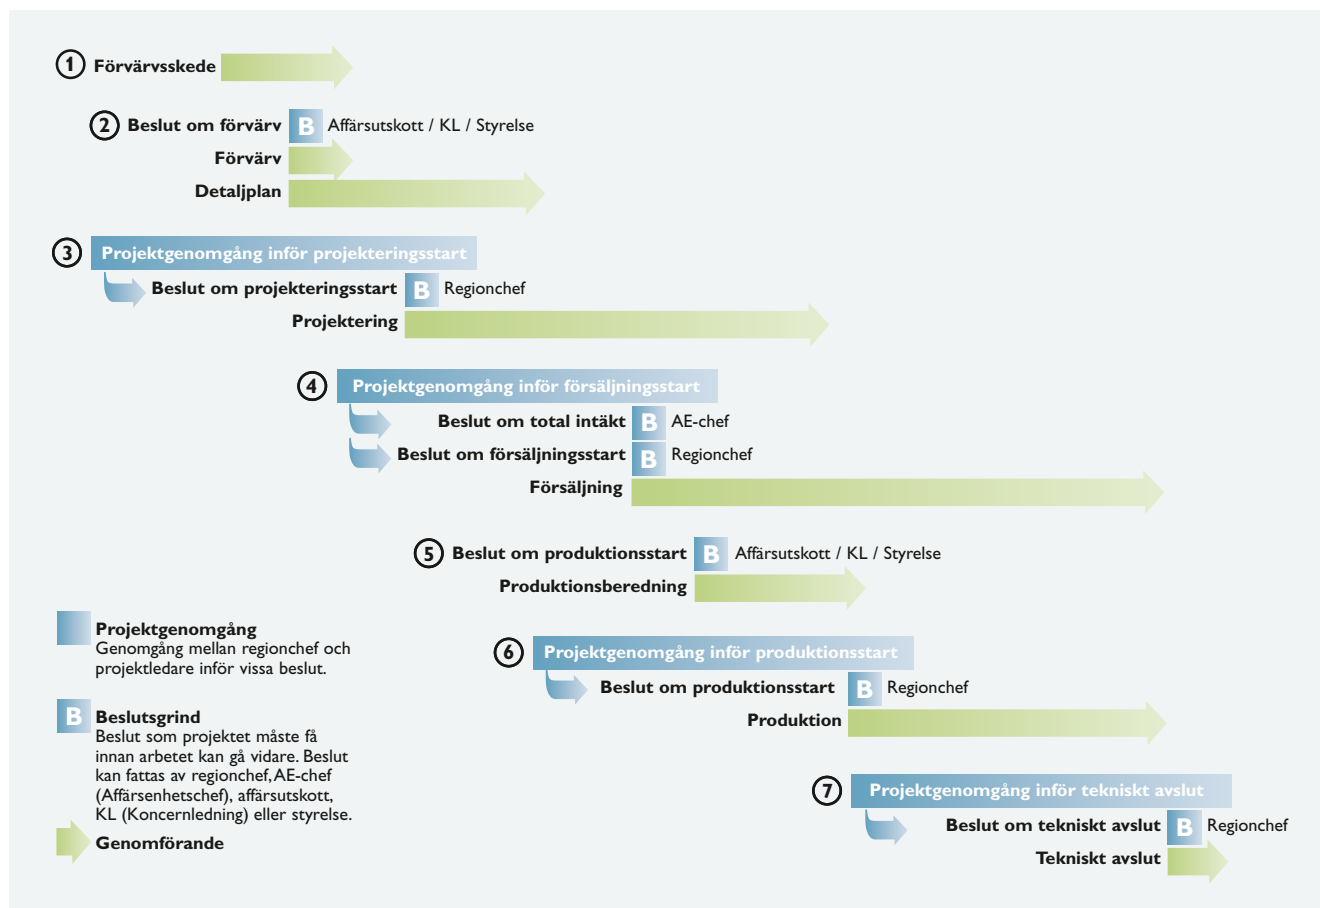 1 Förvärvsskede
2 Beslut om förvärv B Affärsutskott / KL / Styrelse
Förvärv
Detaljplan
3 Projektgenomgång inför projekteringsstart
Beslut om projekteringsstart B Regionchef
Projektering
4 Projektgenomgång inför försäljningsstart
Beslut om total intäkt B AE-chef
Beslut om försäljningsstart B Regionchef
Försäljning
5 Beslut om produktionsstart B Affärsutskott / KL / Styrelse
Produktionsberedning
6 Projektgenomgång inför produktionsstart
Beslut om produktionsstart B Regionchef
Produktion
7 Projektgenomgång inför tekniskt avslut
Beslut om tekniskt avslut B Regionchef
Tekniskt avslut
Projektgenomgång
Genomgång mellan regionchef och
projektledare inför vissa beslut.
B Beslutsgrind
Beslut som projektet måste få
innan arbetet kan gå vidare. Beslut
kan fattas av regionchef, AE-chef
(Affärsenhetschef), affärsutskott,
KL (Koncernledning) eller styrelse.
Genomförande